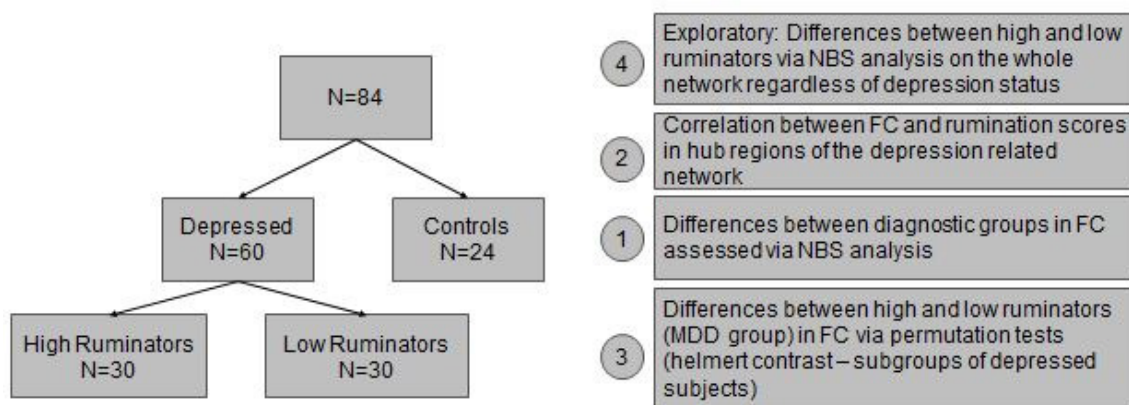 N=84
Depressed
N=60
Controls
N=24
High Ruminators
N=30
Low Ruminators
N=30
4
Exploratory: Differences between high and low
ruminators via NBS analysis on the whole
network regardless of depression status
2
Correlation between FC and rumination scores
in hub regions of the depression related
network
1
Differences between diagnostic groups in FC
assessed via NBS analysis
3
Differences between high and low ruminators
(MDD group) in FC via permutation tests
(helmert contrast – subgroups of depressed
subjects)